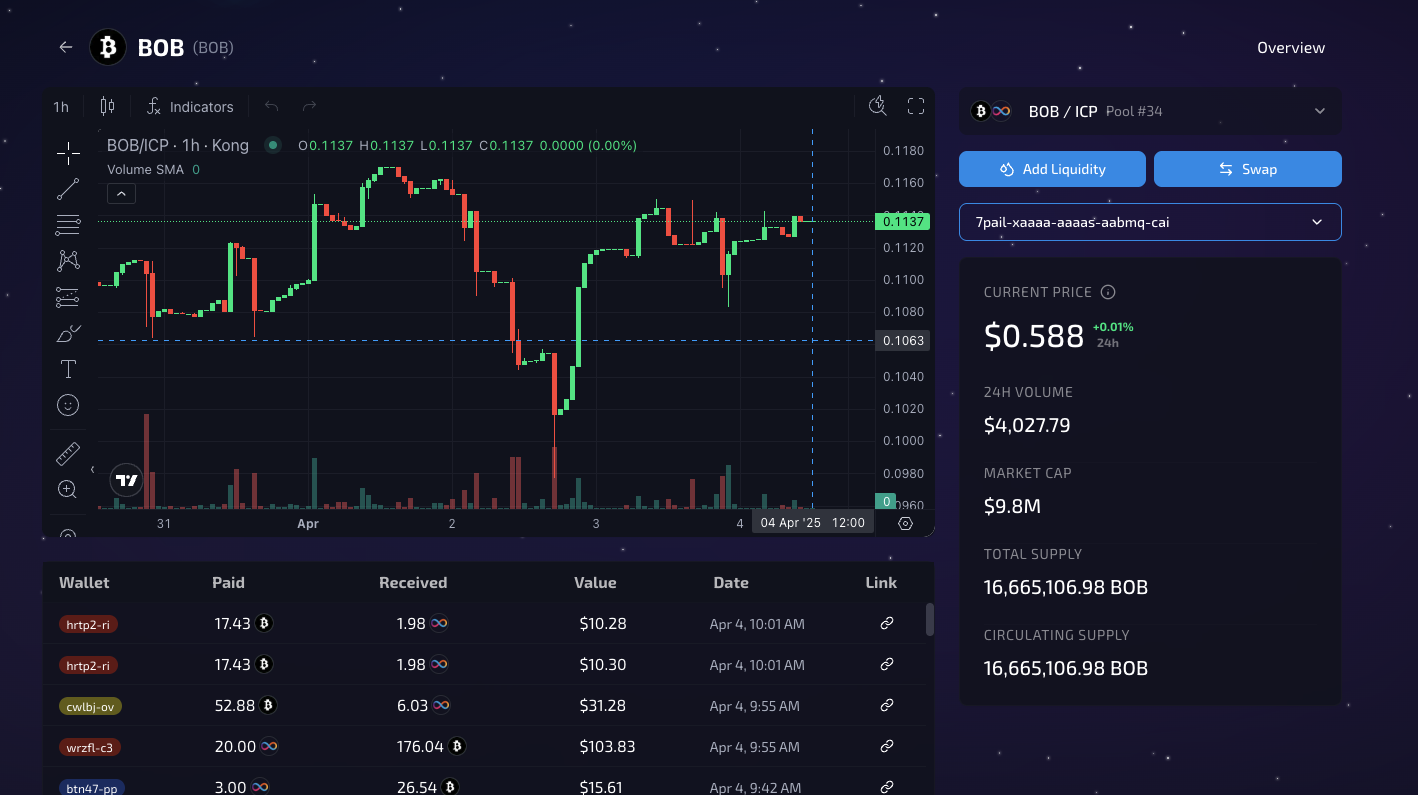 BOB (BOB)
Overview
1h
Indicators
BOB/ICP · 1h · Kong
O0.1137 H0.1137 L0.1137 C0.1137 0.0000 (0.00%)
Volume SMA 0
0.1180
0.1160
0.1137
0.1120
0.1100
0.1080
0.1063
0.1040
0.1020
0.1000
0.0980
0
0.0960
31 Apr 2 3 4 04 Apr '25 12:00
BOB / ICP Pool #34
Add Liquidity
Swap
7pail-xaaaa-aaaas-aabmq-cai
CURRENT PRICE
$0.588 +0.01%
24h
24H VOLUME
$4,027.79
MARKET CAP
$9.8M
TOTAL SUPPLY
16,665,106.98 BOB
CIRCULATING SUPPLY
16,665,106.98 BOB
Wallet Paid Received Value Date Link
hrtp2-ri 17.43 1.98 $10.28 Apr 4, 10:01 AM
hrtp2-ri 17.43 1.98 $10.30 Apr 4, 10:01 AM
cwlbj-ov 52.88 6.03 $31.28 Apr 4, 9:55 AM
wrzfl-c3 20.00 176.04 $103.83 Apr 4, 9:55 AM
btn47-pp 3.00 26.54 $15.61 Apr 4, 9:42 AM